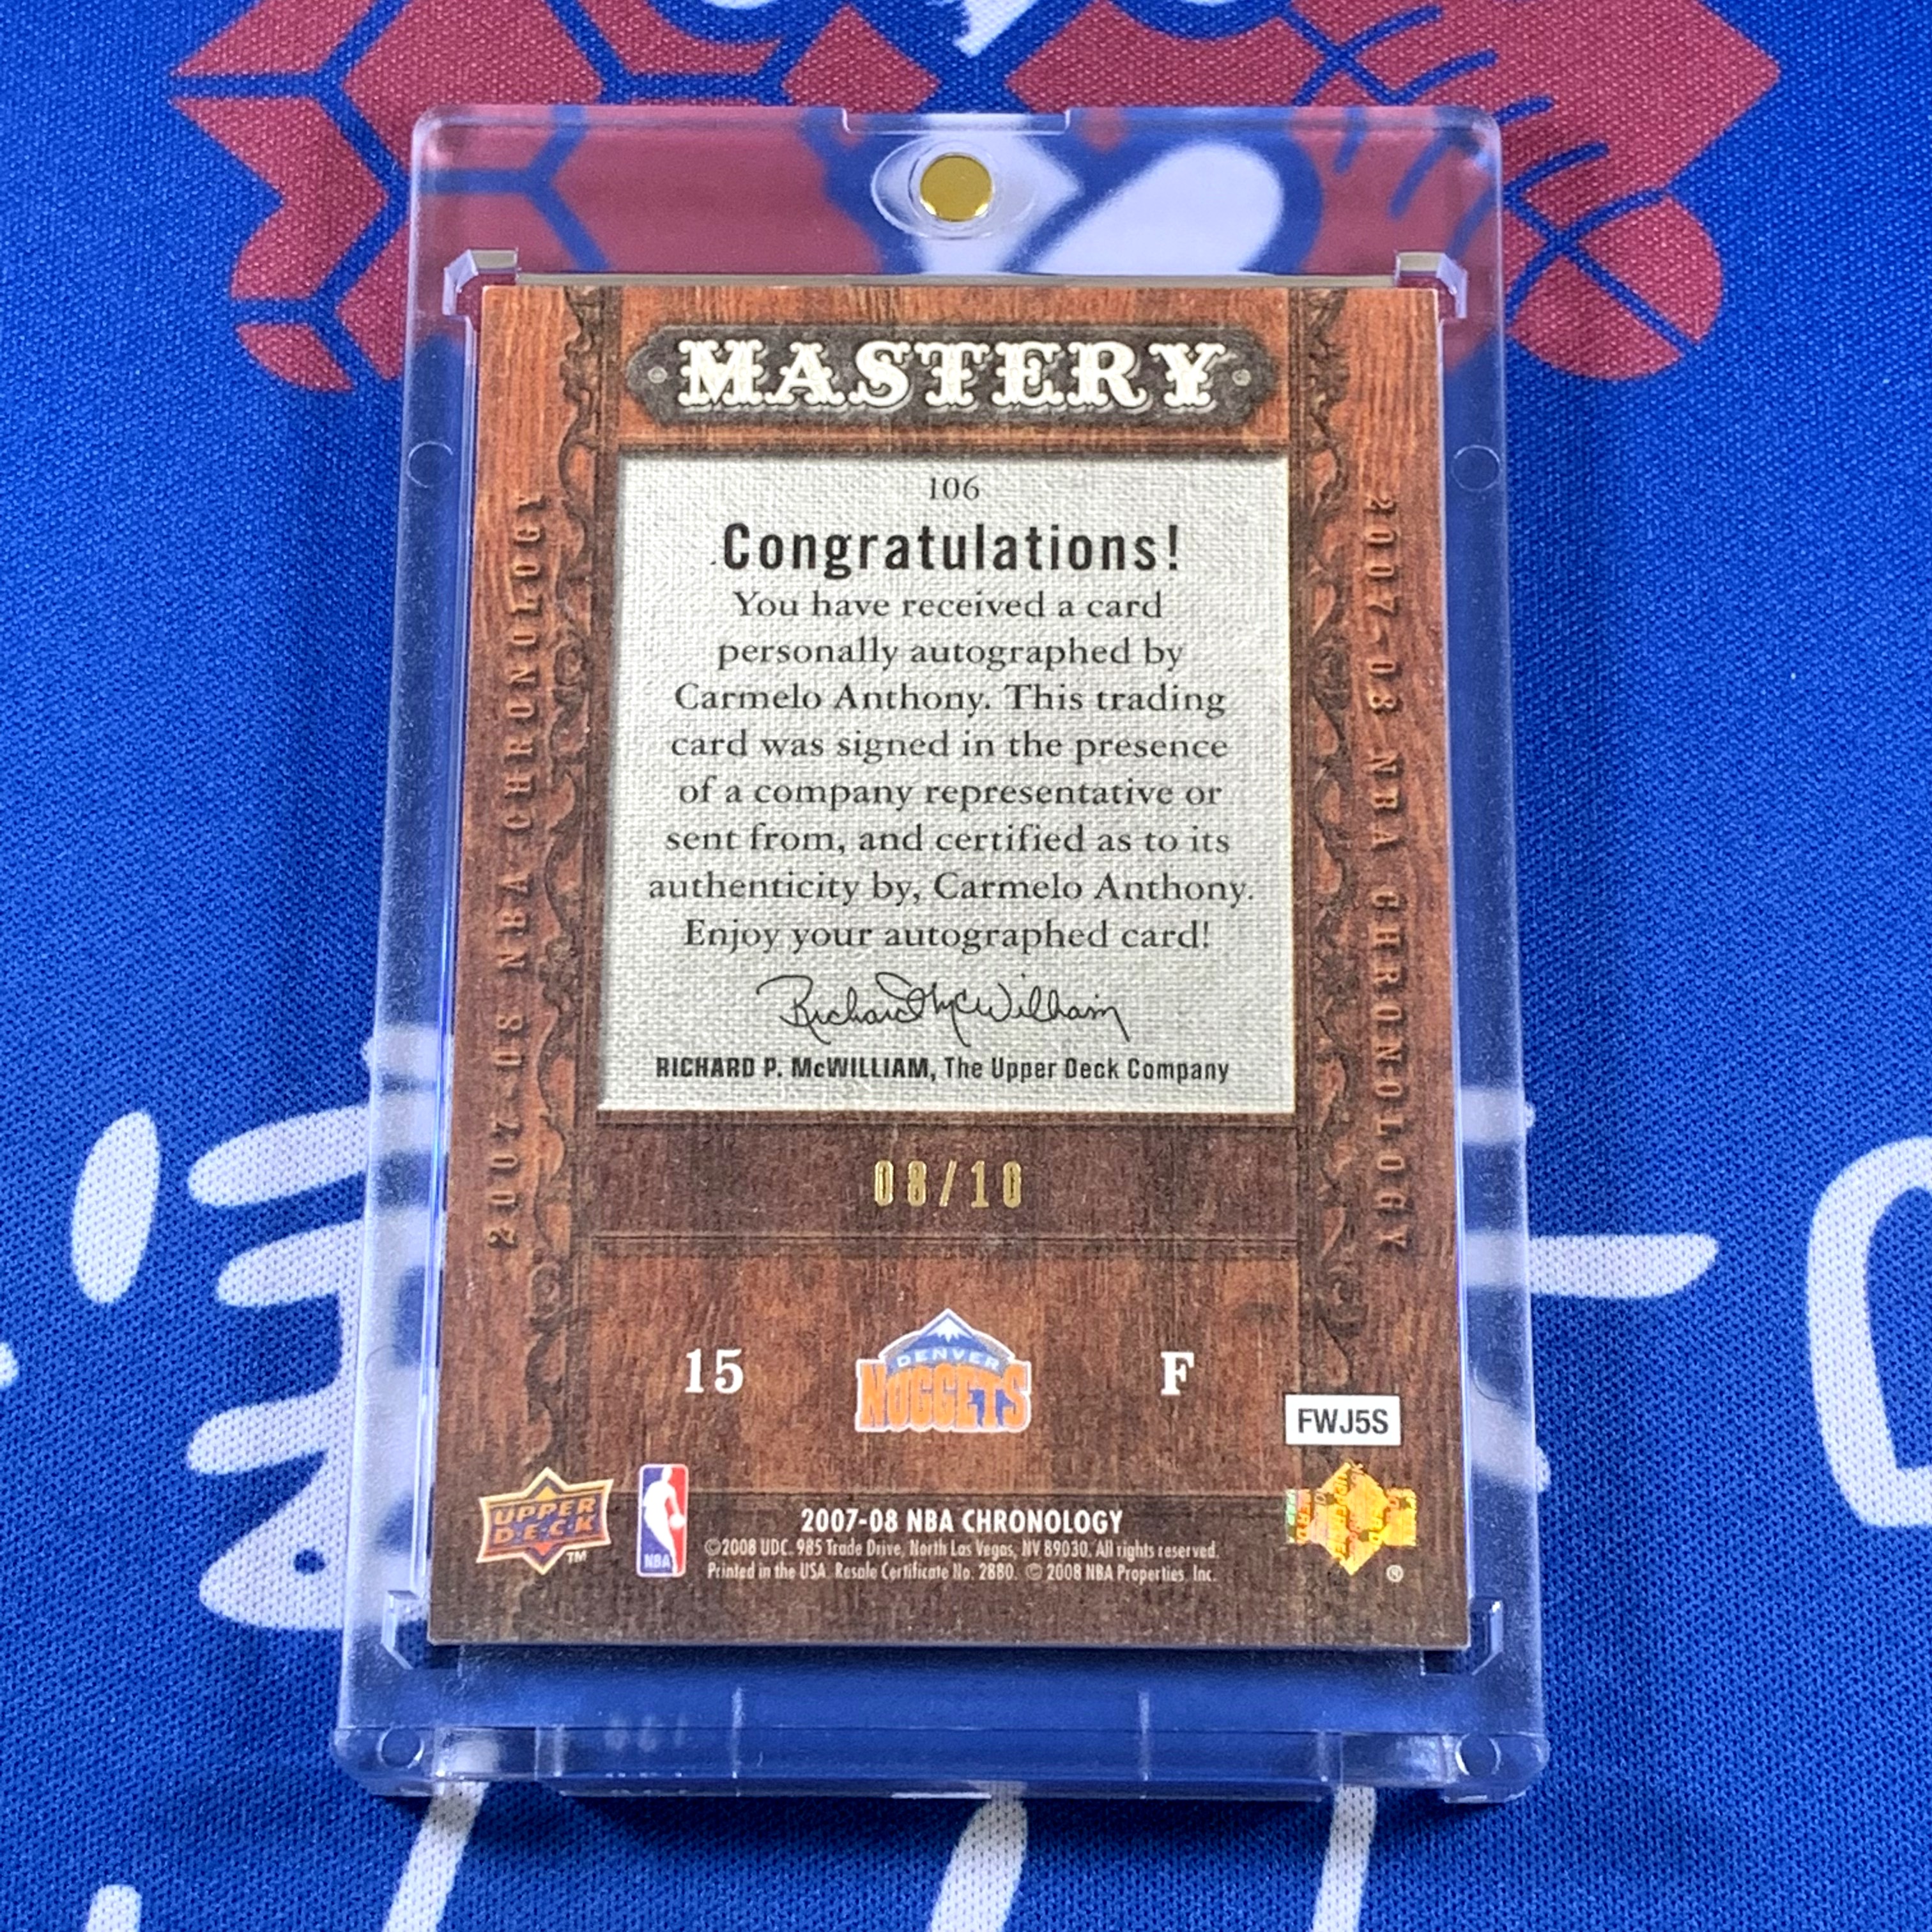 MASTERY
106
Congratulations!
You have received a card
personally autographed by
Carmelo Anthony. This trading
card was signed in the presence
of a company representative or
sent from, and certified as to its
authenticity by, Carmelo Anthony.
Enjoy your autographed card!
Richard McWilliam
RICHARD P. McWILLIAM, The Upper Deck Company
2007-08 NBA CHRONOLOGY
2007-08 NBA CHRONOLOGY
08/10
15
DENVER
NUGGETS
F
FWJ5S
UPPER
DECK
TM
NBA
2007-08 NBA CHRONOLOGY
©2008 UDC. 985 Trade Drive, North Las Vegas, NV 89030. All rights reserved.
Printed in the USA. Resale Certificate No. 2880. © 2008 NBA Properties, Inc.
®